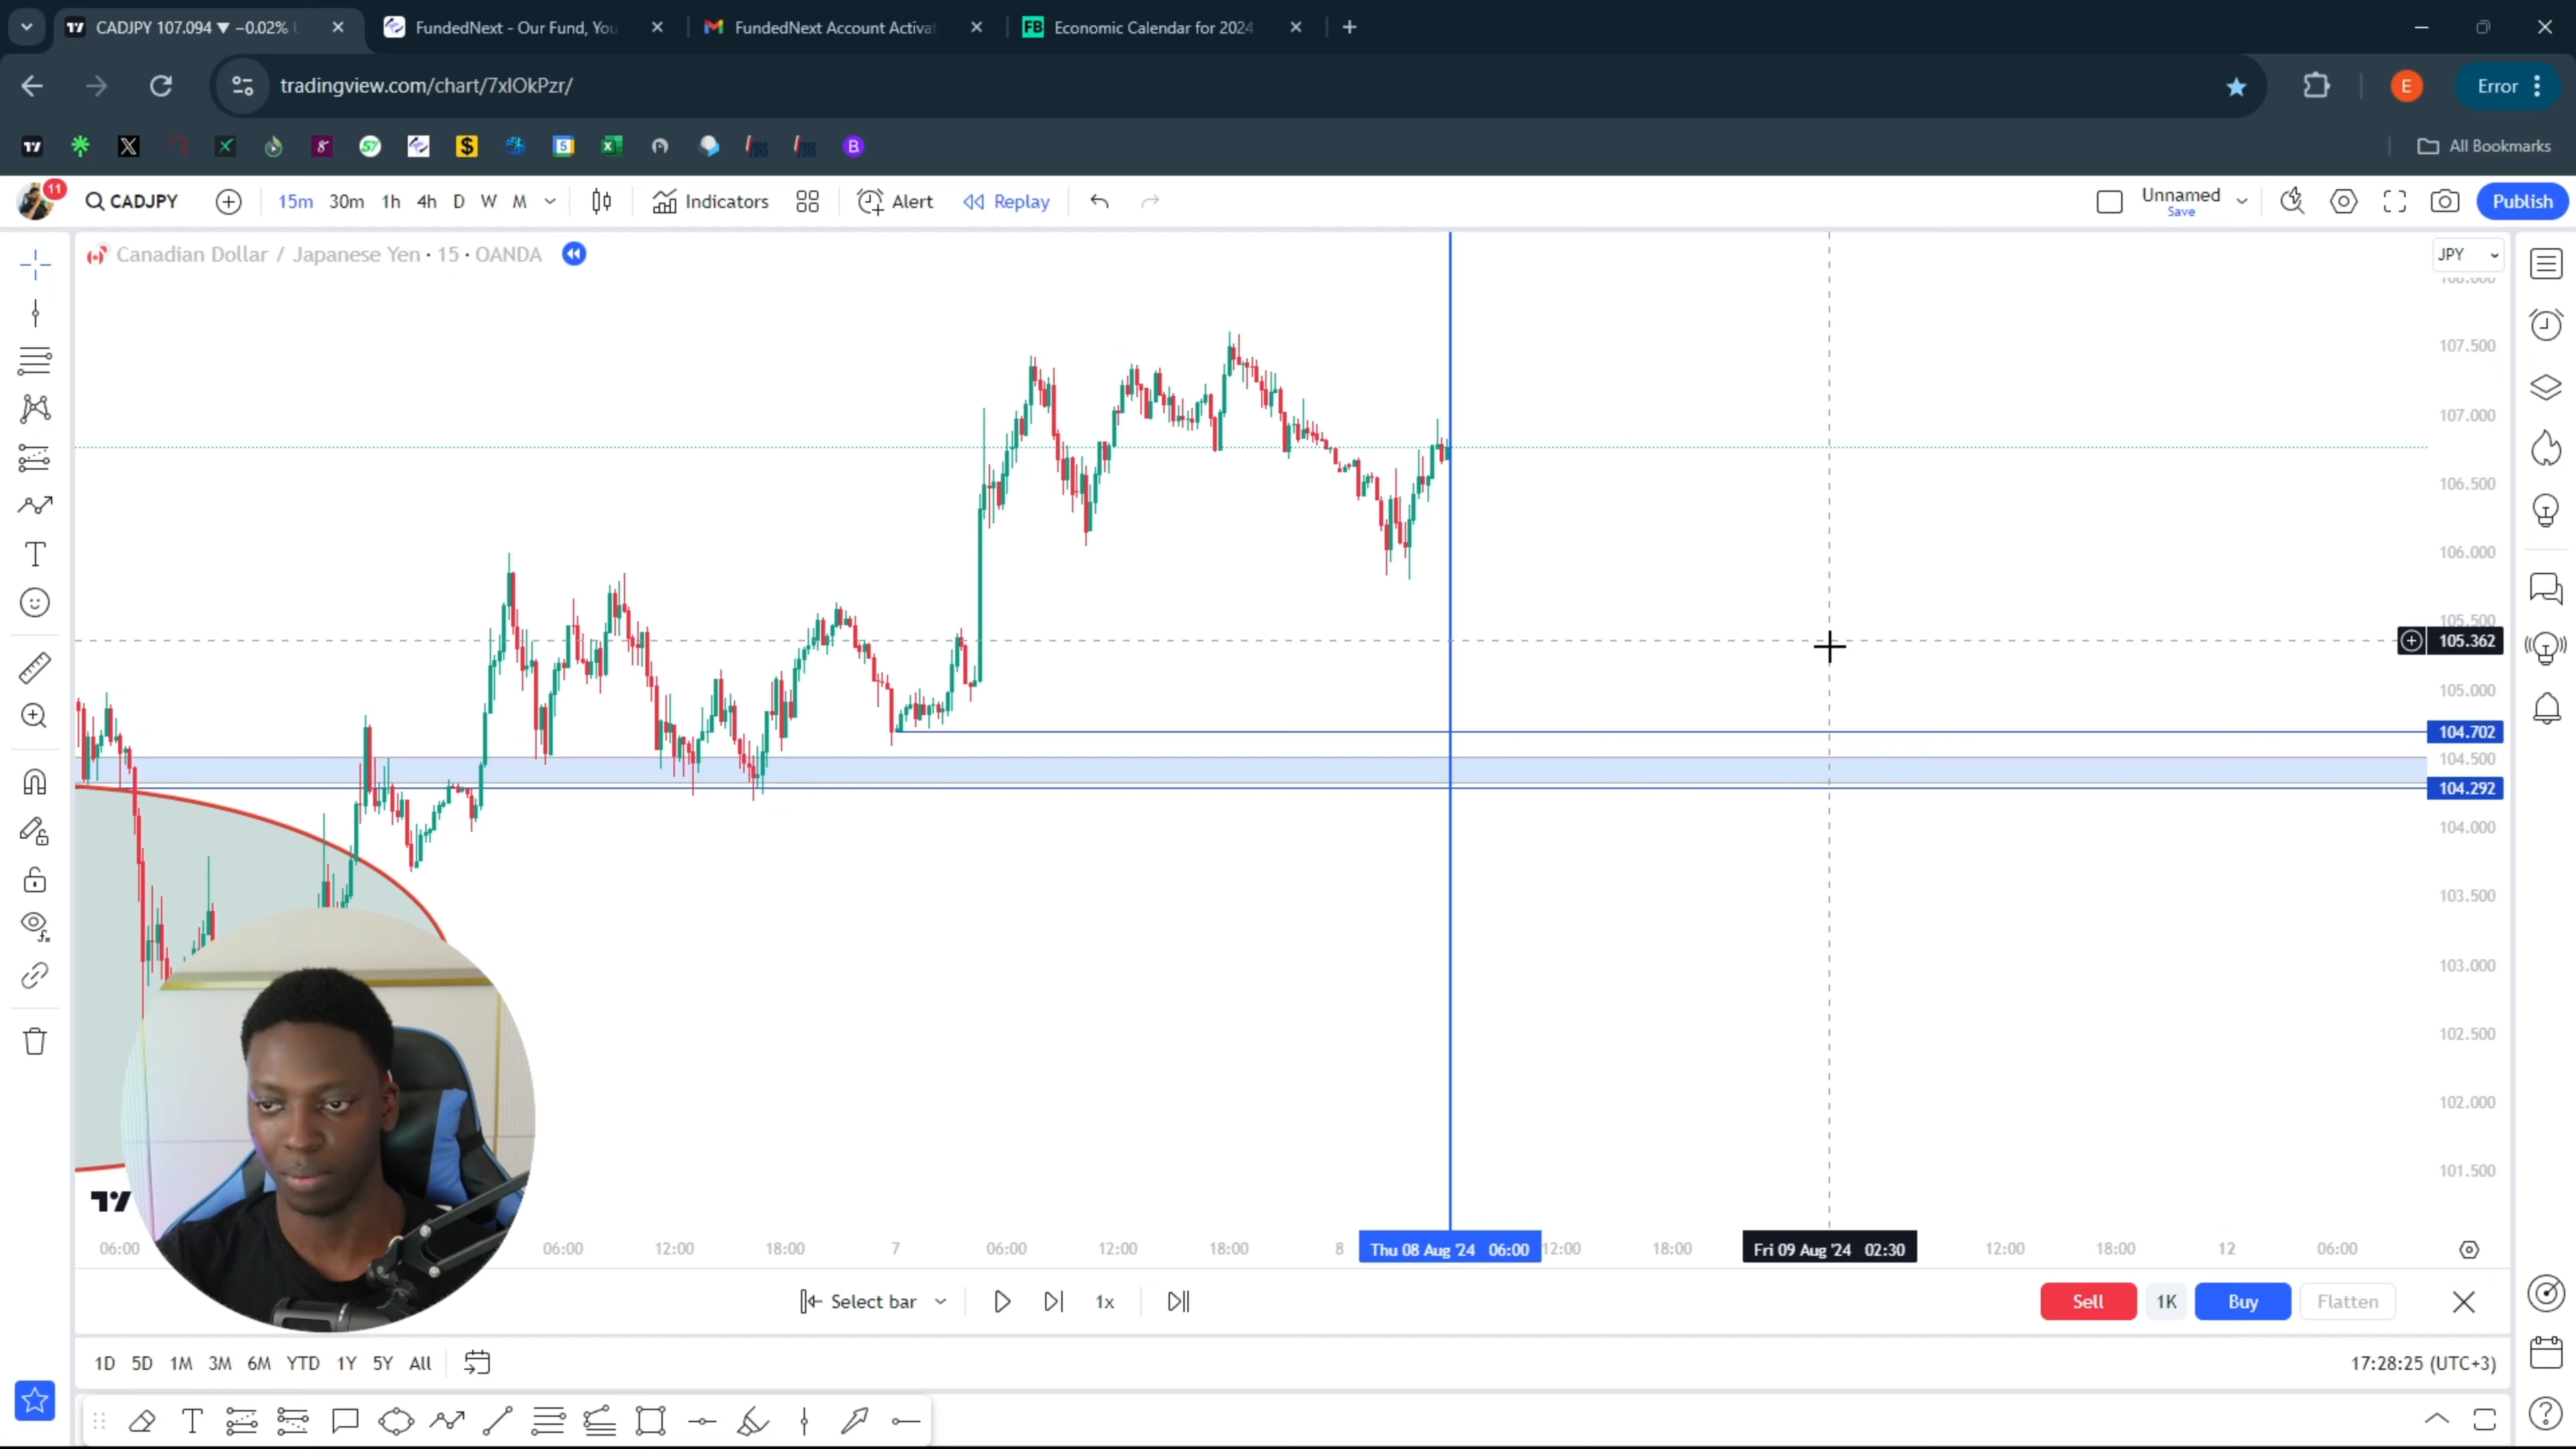 CADJPY 107.094 ▼ −0.02%
FundedNext - Our Fund, You
FundedNext Account Activat
FB Economic Calendar for 2024
tradingview.com/chart/7xIOkPzr/
E
Error
All Bookmarks
11
CADJPY
15m 30m 1h 4h D W M
Indicators
Alert
Replay
Unnamed
Save
Publish
Canadian Dollar / Japanese Yen · 15 · OANDA
JPY
107.500
107.000
106.500
106.000
105.500
105.362
105.000
104.702
104.500
104.292
104.000
103.500
103.000
102.500
102.000
101.500
06:00 06:00 12:00 18:00 7 06:00 12:00 18:00 8 Thu 08 Aug '24 06:00 12:00 18:00 Fri 09 Aug '24 02:30 12:00 18:00 12 06:00
Select bar
1x
Sell 1K Buy Flatten
1D 5D 1M 3M 6M YTD 1Y 5Y All
17:28:25 (UTC+3)